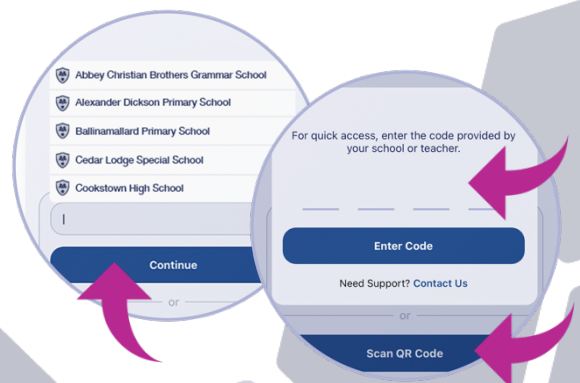 Abbey Christian Brothers Grammar School
Alexander Dickson Primary School
Ballinamallard Primary School
Cedar Lodge Special School
Cookstown High School
Continue
or
For quick access, enter the code provided by
your school or teacher.
Enter Code
Need Support? Contact Us
or
Scan QR Code